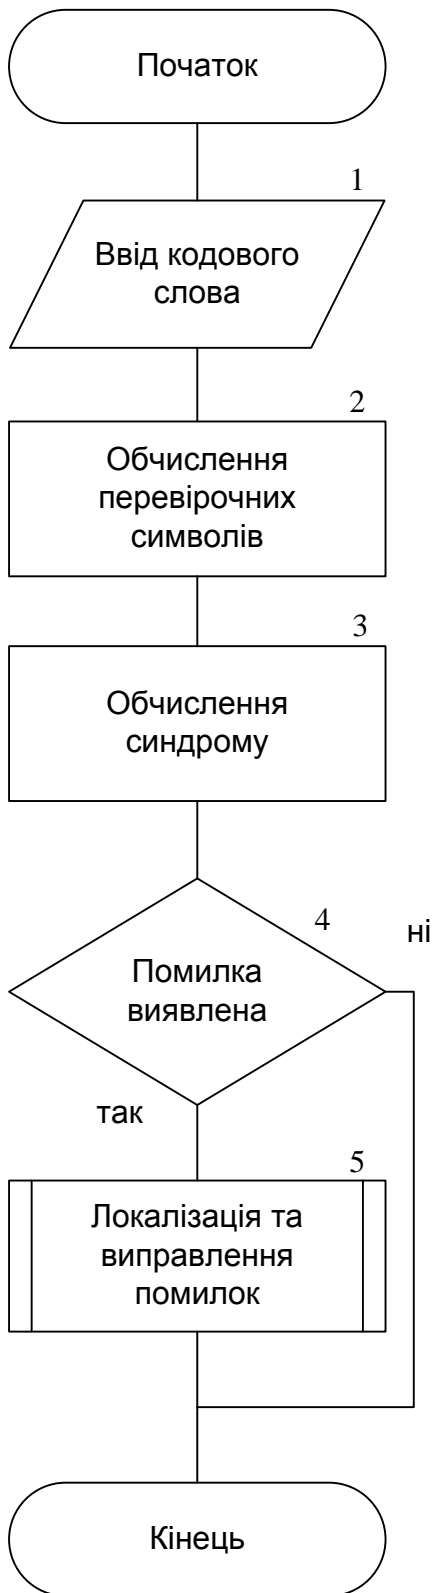 Початок
1
Ввід кодового
слова
2
Обчислення
перевірочних
символів
3
Обчислення
синдрому
4
ні
Помилка
виявлена
так
5
Локалізація та
виправлення
помилок
Кінець